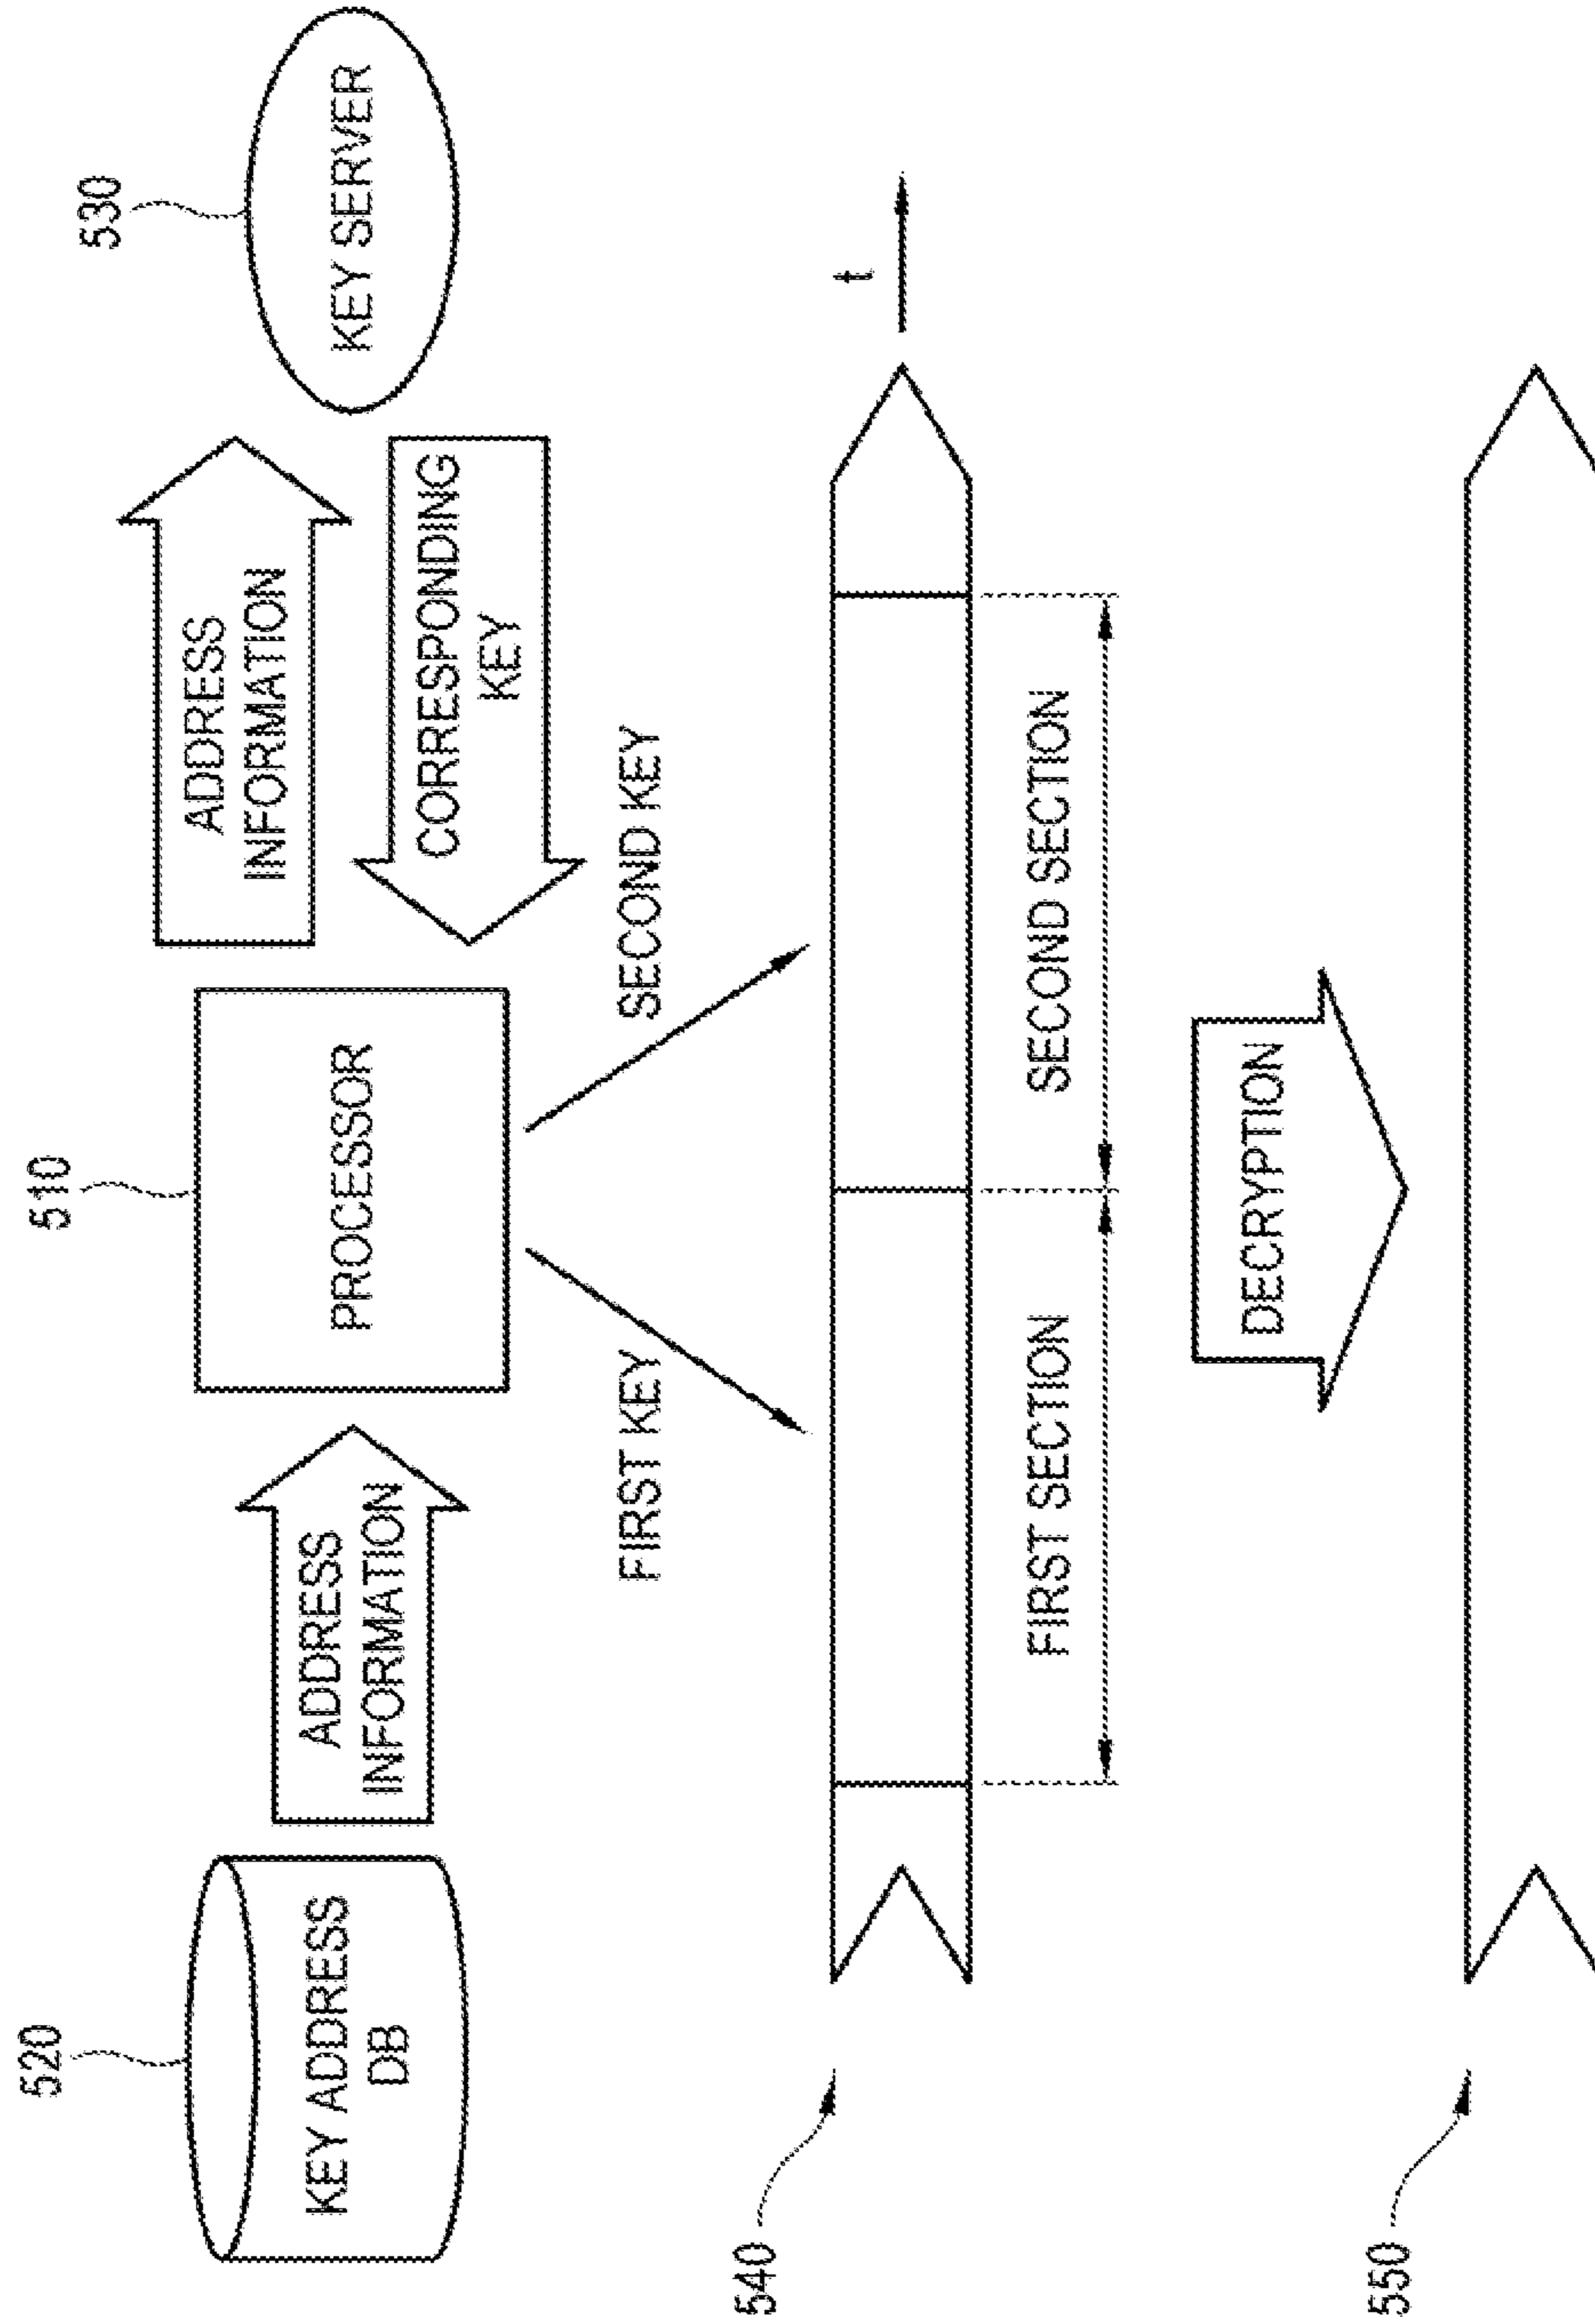 520
510
530
KEY ADDRESS
DB
ADDRESS
INFORMATION
PROCESSOR
ADDRESS
INFORMATION
CORRESPONDING
KEY
KEY SERVER
FIRST KEY
SECOND KEY
540
t
FIRST SECTION
SECOND SECTION
DECRYPTION
550